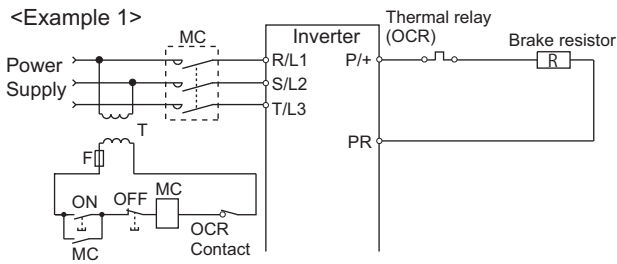 <Example 1>
MC
Inverter
Thermal relay
(OCR)
Brake resistor
Power
Supply
R/L1
S/L2
T/L3
P/+
R
PR
T
F
ON
OFF
MC
MC
OCR
Contact